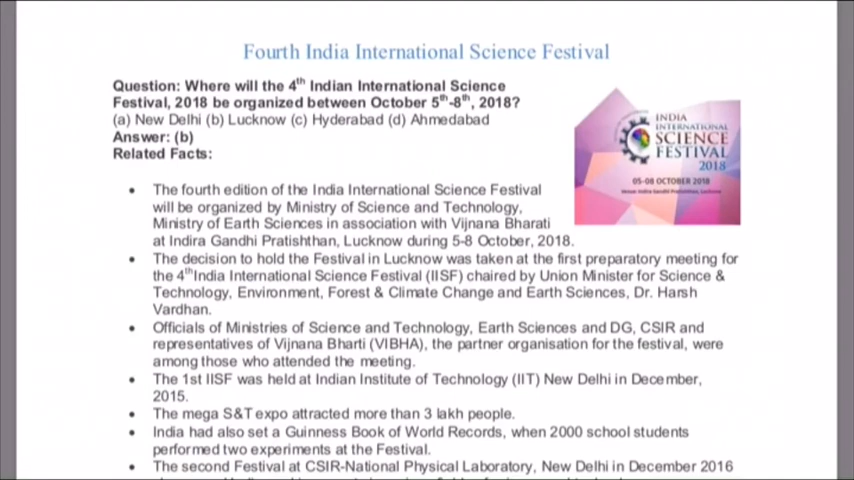 Fourth India International Science Festival
Question: Where will the 4th Indian International Science
Festival, 2018 be organized between October 5th-8th, 2018?
(a) New Delhi (b) Lucknow (c) Hyderabad (d) Ahmedabad
Answer: (b)
Related Facts:
INDIA
INTERNATIONAL
SCIENCE
FESTIVAL
2018
05-08 OCTOBER 2018
Venue: Indira Gandhi Pratishthan, Lucknow
• The fourth edition of the India International Science Festival
will be organized by Ministry of Science and Technology,
Ministry of Earth Sciences in association with Vijnana Bharati
at Indira Gandhi Pratishthan, Lucknow during 5-8 October, 2018.
• The decision to hold the Festival in Lucknow was taken at the first preparatory meeting for
the 4thIndia International Science Festival (IISF) chaired by Union Minister for Science &
Technology, Environment, Forest & Climate Change and Earth Sciences, Dr. Harsh
Vardhan.
• Officials of Ministries of Science and Technology, Earth Sciences and DG, CSIR and
representatives of Vijnana Bharti (VIBHA), the partner organisation for the festival, were
among those who attended the meeting.
• The 1st IISF was held at Indian Institute of Technology (IIT) New Delhi in December,
2015.
• The mega S&T expo attracted more than 3 lakh people.
• India had also set a Guinness Book of World Records, when 2000 school students
performed two experiments at the Festival.
• The second Festival at CSIR-National Physical Laboratory, New Delhi in December 2016